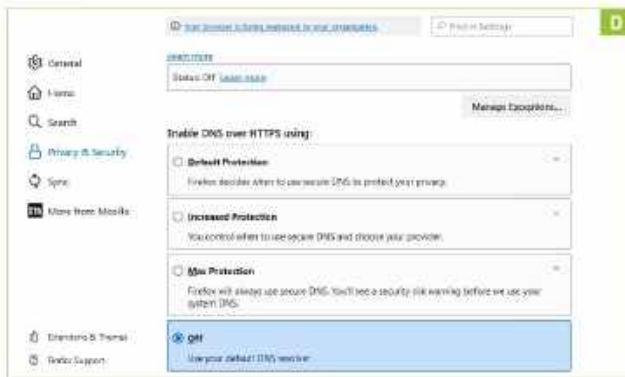 Your browser is being managed by your organization.
Find in Settings
D
General
Home
Search
Privacy & Security
Sync
More from Mozilla
Extensions & Themes
Firefox Support
Learn more
Status: Off Learn more
Manage Exceptions...
Enable DNS over HTTPS using:
Default Protection
Firefox decides when to use secure DNS to protect your privacy.
Increased Protection
You control when to use secure DNS and choose your provider.
Max Protection
Firefox will always use secure DNS. You'll see a security risk warning before we use your
system DNS.
Off
Use your default DNS resolver